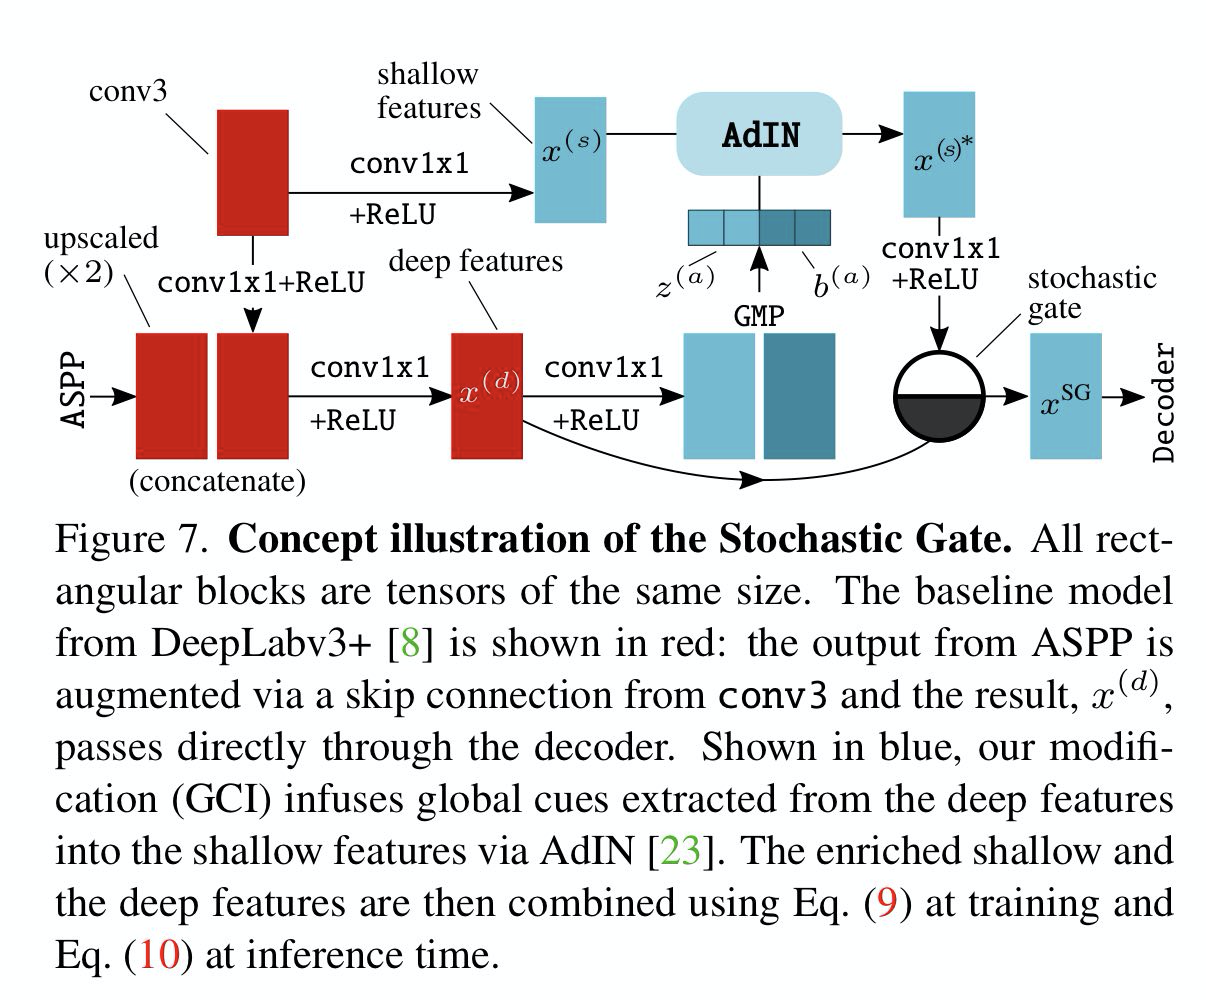 conv3
shallow
features
x^(s)
AdIN
x^(s)*
conv1x1
+ReLU
upscaled
(×2)
conv1x1+ReLU
deep features
z^(a)
b^(a)
GMP
conv1x1
+ReLU
stochastic
gate
ASPP
conv1x1
+ReLU
x^(d)
conv1x1
+ReLU
x^SG
Decoder
(concatenate)
Figure 7. Concept illustration of the Stochastic Gate. All rect-
angular blocks are tensors of the same size. The baseline model
from DeepLabv3+ [8] is shown in red: the output from ASPP is
augmented via a skip connection from conv3 and the result, x^(d),
passes directly through the decoder. Shown in blue, our modifi-
cation (GCI) infuses global cues extracted from the deep features
into the shallow features via AdIN [23]. The enriched shallow and
the deep features are then combined using Eq. (9) at training and
Eq. (10) at inference time.